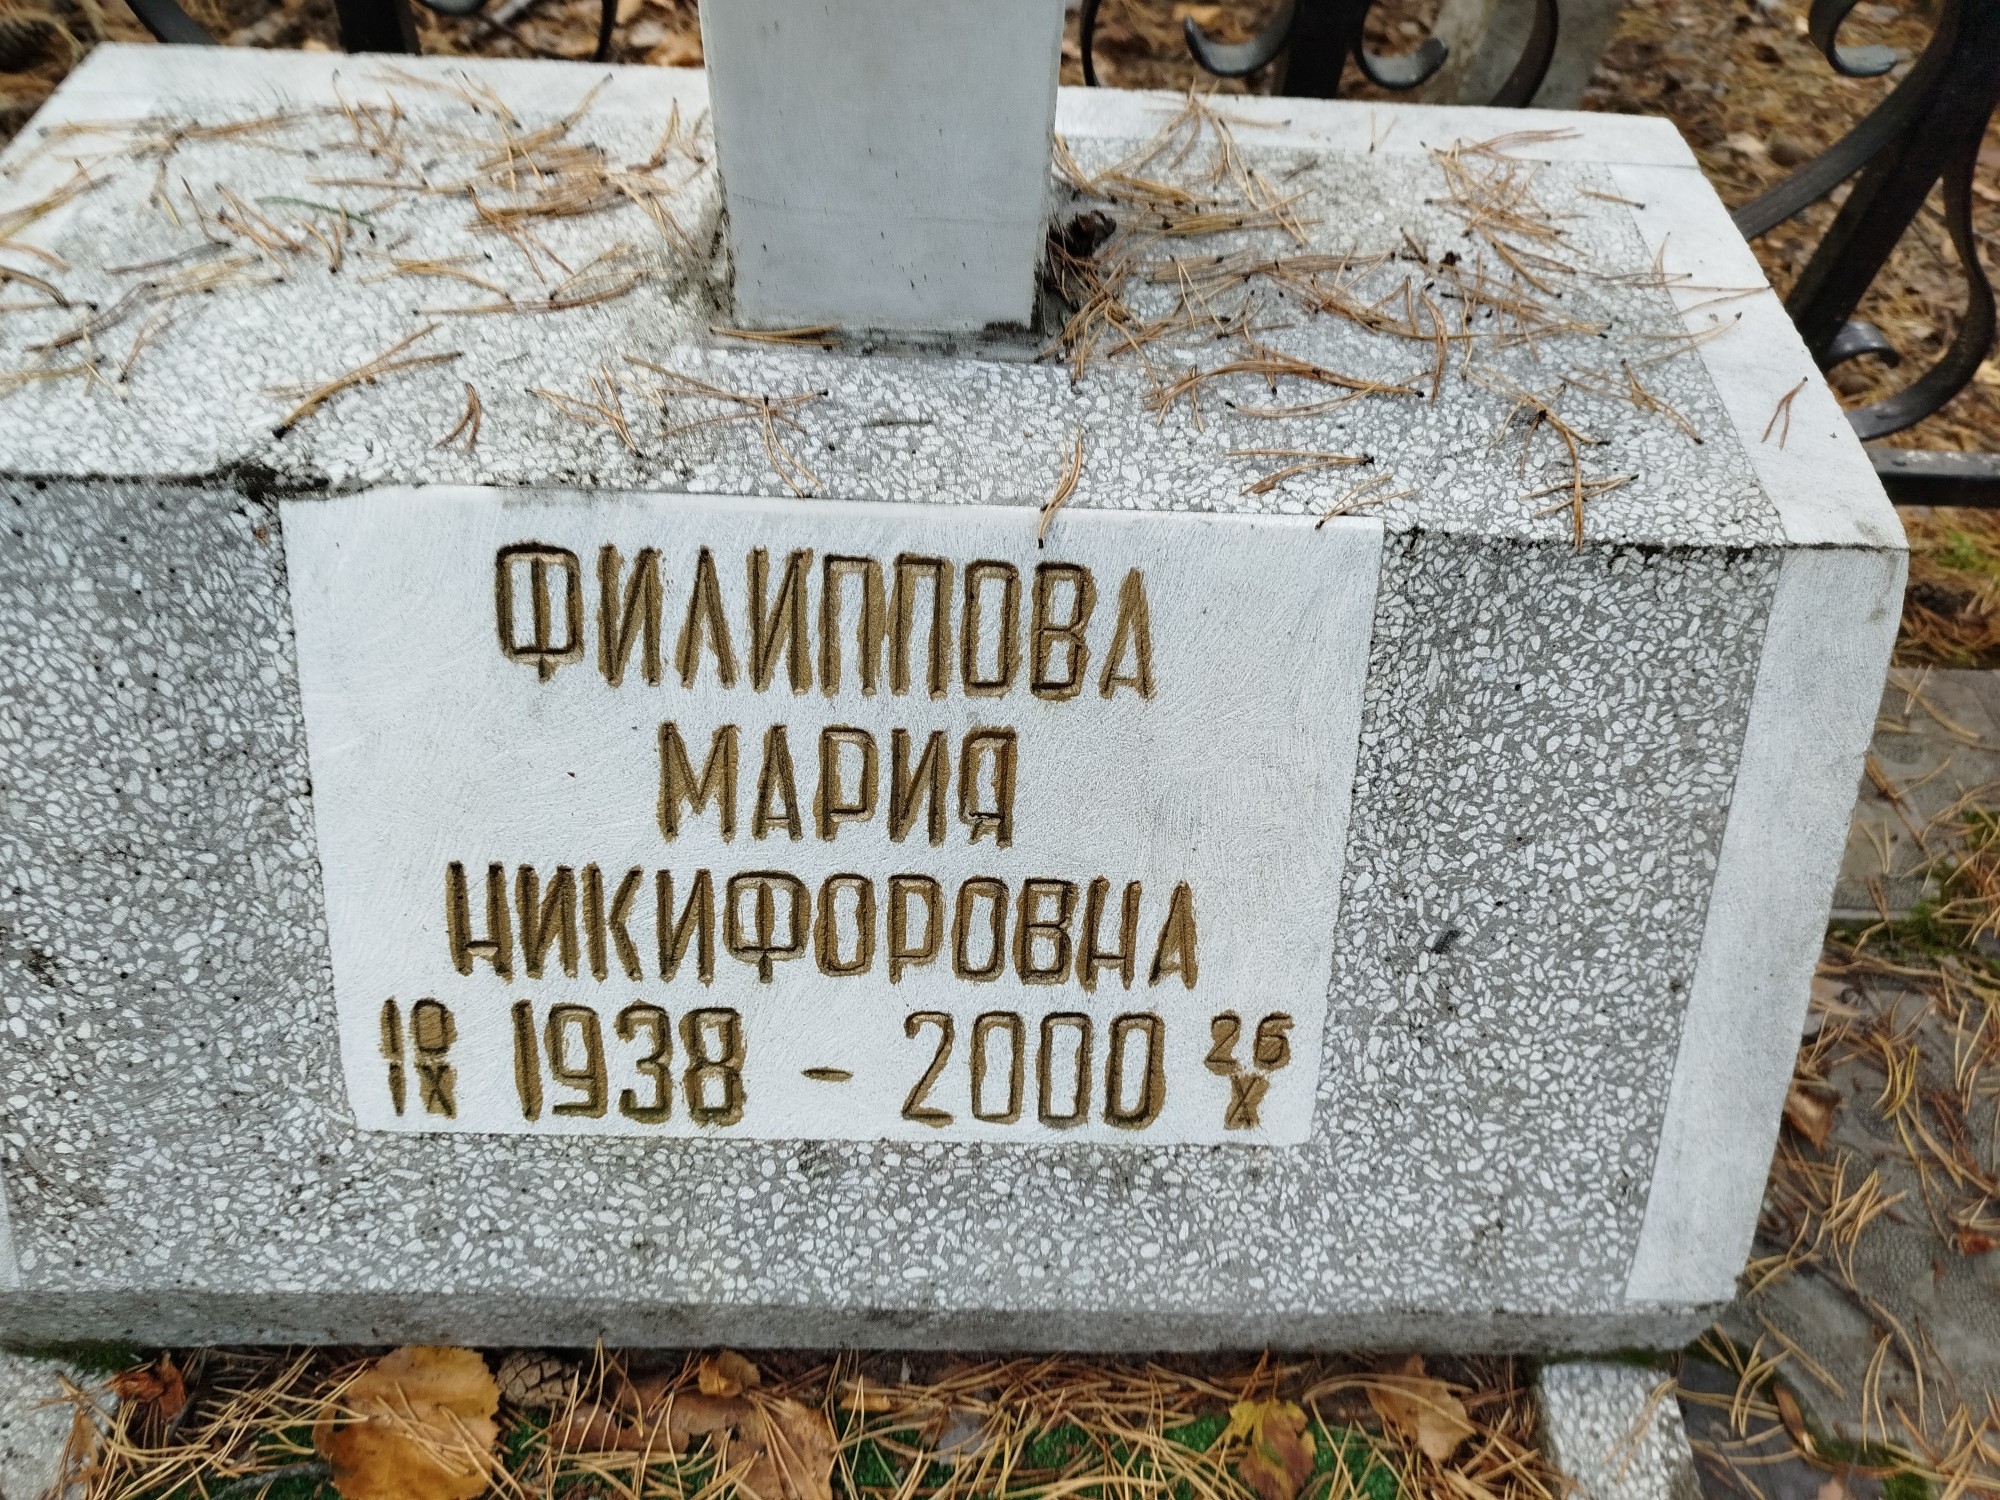 ФИЛИППОВА
МАРИЯ
НИКИФОРОВНА
10 IX 1938 - 2000 26 X